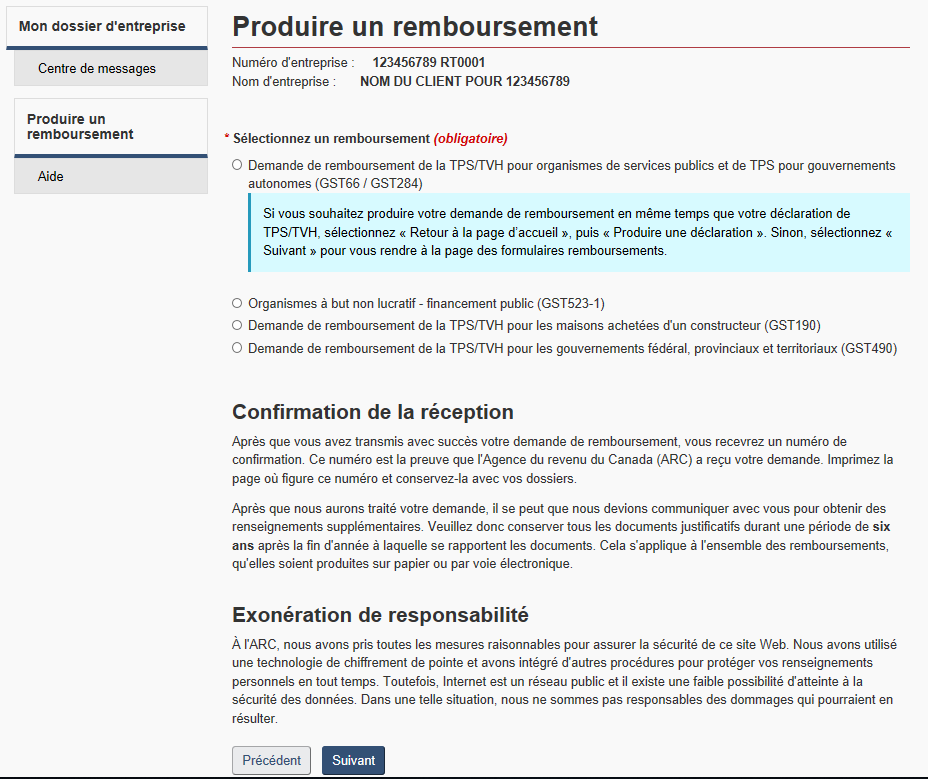 Mon dossier d'entreprise
Centre de messages
Produire un
remboursement
Aide
Produire un remboursement
Numéro d'entreprise : 123456789 RT0001
Nom d'entreprise : NOM DU CLIENT POUR 123456789
* Sélectionnez un remboursement (obligatoire)
Demande de remboursement de la TPS/TVH pour organismes de services publics et de TPS pour gouvernements
autonomes (GST66 / GST284)
Si vous souhaitez produire votre demande de remboursement en même temps que votre déclaration de
TPS/TVH, sélectionnez « Retour à la page d'accueil », puis « Produire une déclaration ». Sinon, sélectionnez «
Suivant » pour vous rendre à la page des formulaires remboursements.
Organismes à but non lucratif - financement public (GST523-1)
Demande de remboursement de la TPS/TVH pour les maisons achetées d'un constructeur (GST190)
Demande de remboursement de la TPS/TVH pour les gouvernements fédéral, provinciaux et territoriaux (GST490)
Confirmation de la réception
Après que vous avez transmis avec succès votre demande de remboursement, vous recevrez un numéro de
confirmation. Ce numéro est la preuve que l'Agence du revenu du Canada (ARC) a reçu votre demande. Imprimez la
page où figure ce numéro et conservez-la avec vos dossiers.
Après que nous aurons traité votre demande, il se peut que nous devions communiquer avec vous pour obtenir des
renseignements supplémentaires. Veuillez donc conserver tous les documents justificatifs durant une période de six
ans après la fin d'année à laquelle se rapportent les documents. Cela s'applique à l'ensemble des remboursements,
qu'elles soient produites sur papier ou par voie électronique.
Exonération de responsabilité
À l'ARC, nous avons pris toutes les mesures raisonnables pour assurer la sécurité de ce site Web. Nous avons utilisé
une technologie de chiffrement de pointe et avons intégré d'autres procédures pour protéger vos renseignements
personnels en tout temps. Toutefois, Internet est un réseau public et il existe une faible possibilité d'atteinte à la
sécurité des données. Dans une telle situation, nous ne sommes pas responsables des dommages qui pourraient en
résulter.
Précédent Suivant